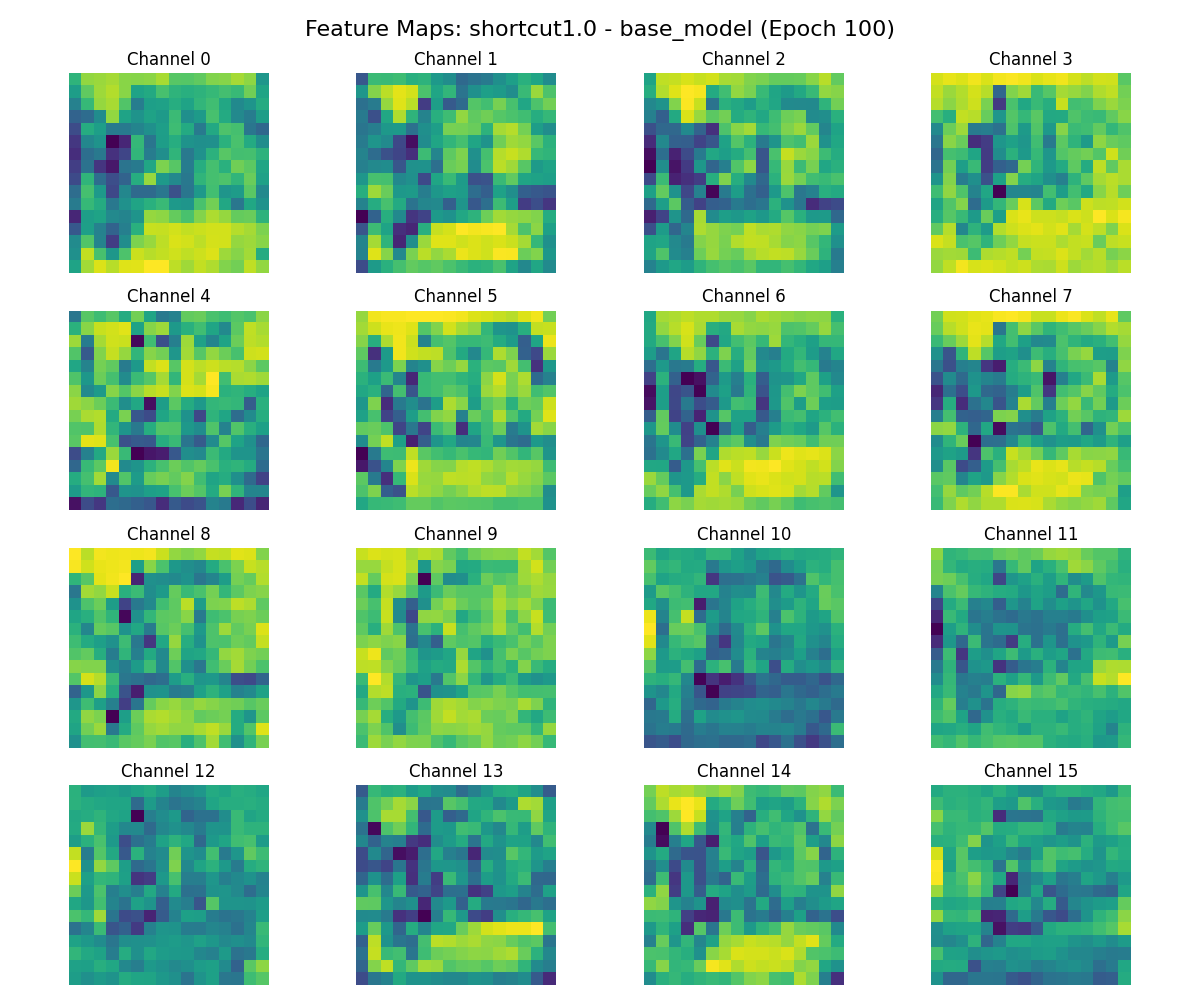 Feature Maps: shortcut1.0 - base_model (Epoch 100)
Channel 0 Channel 1 Channel 2 Channel 3
Channel 4 Channel 5 Channel 6 Channel 7
Channel 8 Channel 9 Channel 10 Channel 11
Channel 12 Channel 13 Channel 14 Channel 15